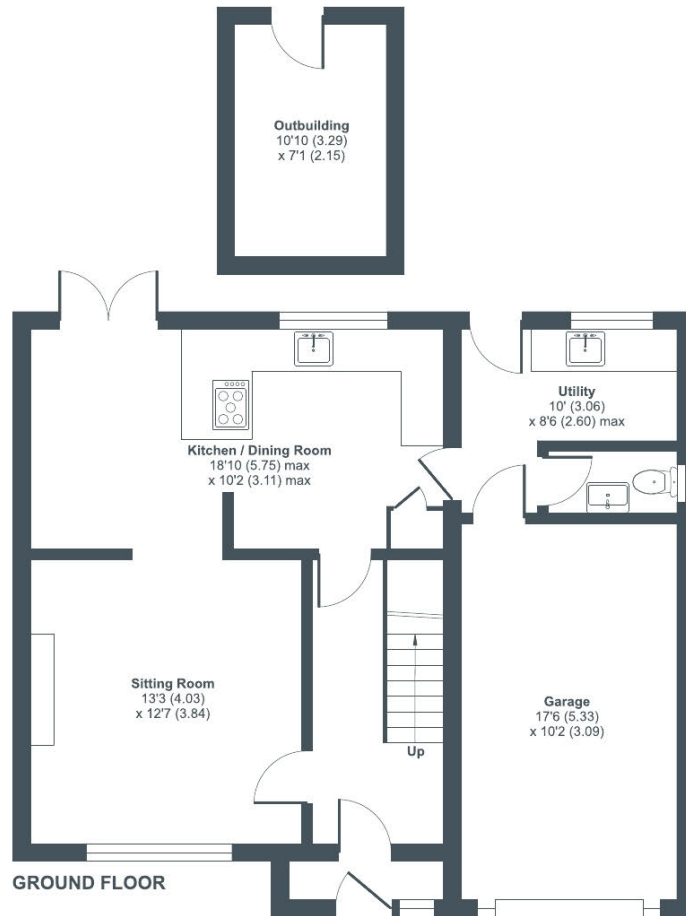 Outbuilding
10'10 (3.29)
x 7'1 (2.15)
Utility
10' (3.06)
x 8'6 (2.60) max
Kitchen / Dining Room
18'10 (5.75) max
x 10'2 (3.11) max
Sitting Room
13'3 (4.03)
x 12'7 (3.84)
Garage
17'6 (5.33)
x 10'2 (3.09)
Up
GROUND FLOOR